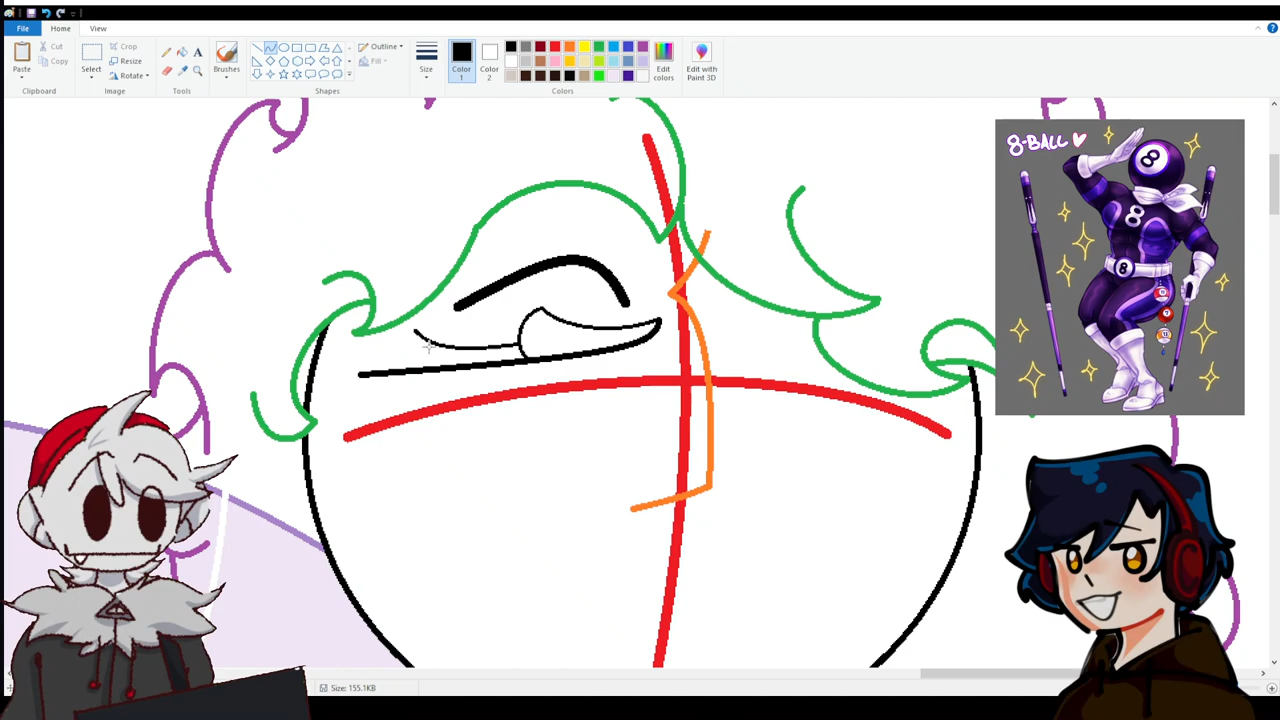 File
Home
View
Paste
Cut
Copy
Clipboard
Select
Crop
Resize
Rotate
Image
Tools
Brushes
Shapes
Outline
Fill
Size
Color
1
Color
2
Edit
colors
Edit with
Paint 3D
Colors
8-BALL
8
8
8
Size: 155.1KB